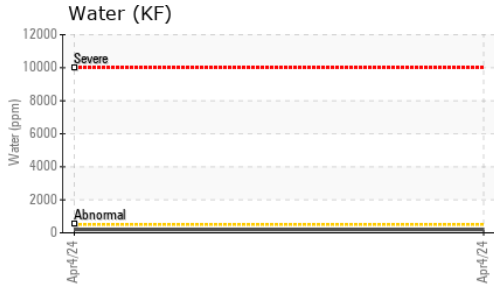 Water (KF)
12000
Severe
10000
8000
6000
4000
2000
Abnormal
0
Water (ppm)
Apr4/24
Apr4/24